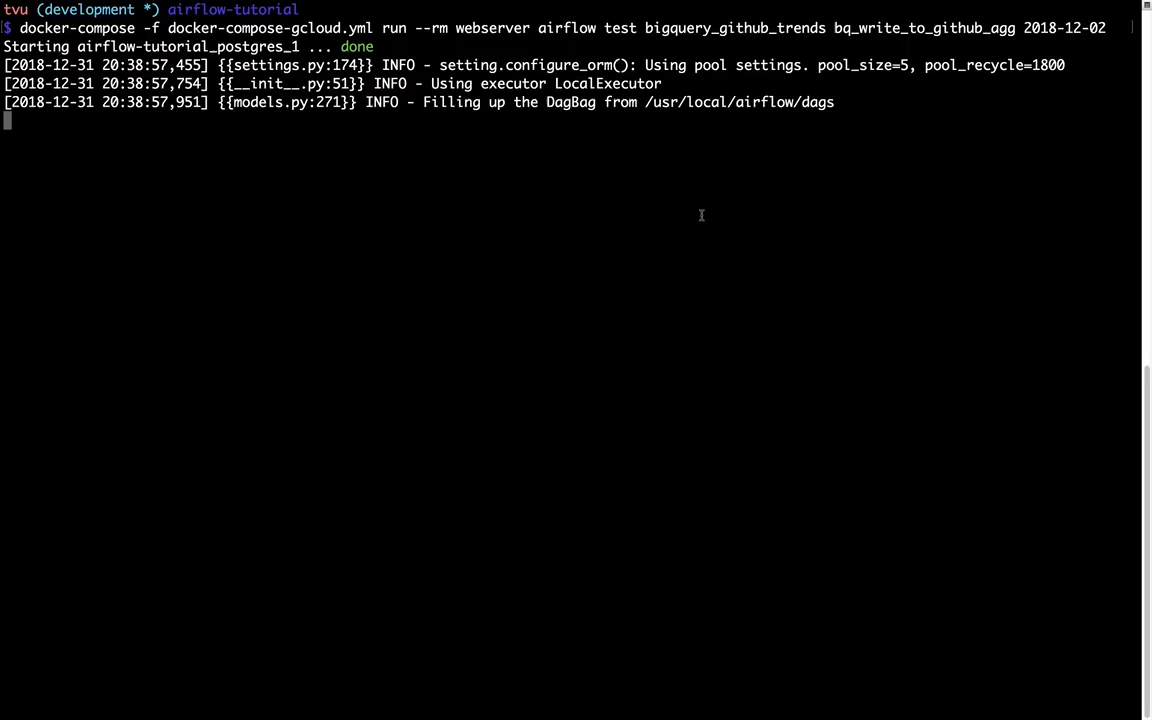 tvu (development *) airflow-tutorial
$ docker-compose -f docker-compose-gcloud.yml run --rm webserver airflow test bigquery_github_trends bq_write_to_github_agg 2018-12-02
Starting airflow-tutorial_postgres_1 ... done
[2018-12-31 20:38:57,455] {{settings.py:174}} INFO - setting.configure_orm(): Using pool settings. pool_size=5, pool_recycle=1800
[2018-12-31 20:38:57,754] {{__init__.py:51}} INFO - Using executor LocalExecutor
[2018-12-31 20:38:57,951] {{models.py:271}} INFO - Filling up the DagBag from /usr/local/airflow/dags